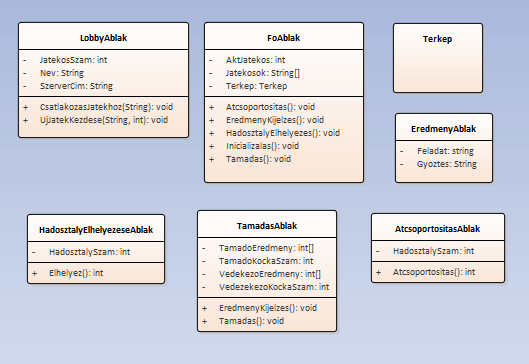 LobbyAblak
- JatekosSzam: int
- Nev: String
- SzerverCim: String
+ CsatlakozasJatekhoz(String): void
+ UjJatekKezdese(String, int): void
FoAblak
- AktJatekos: int
- Jatekosok: String[]
- Terkep: Terkep
+ Atcsoportositas(): void
+ EredmenyKijelzes(): void
+ HadosztalyElhelyezes(): void
+ Inicializalas(): void
+ Tamadas(): void
Terkep
EredmenyAblak
- Feladat: string
- Gyoztes: String
HadosztalyElhelyezeseAblak
- HadosztalySzam: int
+ Elhelyez(): int
TamadasAblak
- TamadoEredmeny: int[]
- TamadoKockaSzam: int
- VedekezoEredmeny: int[]
- VedezekezoKockaSzam: int
+ EredmenyKijelzes(): void
+ Tamadas(): void
AtcsoportositasAblak
- HadosztalySzam: int
+ Atcsoportositas(): int